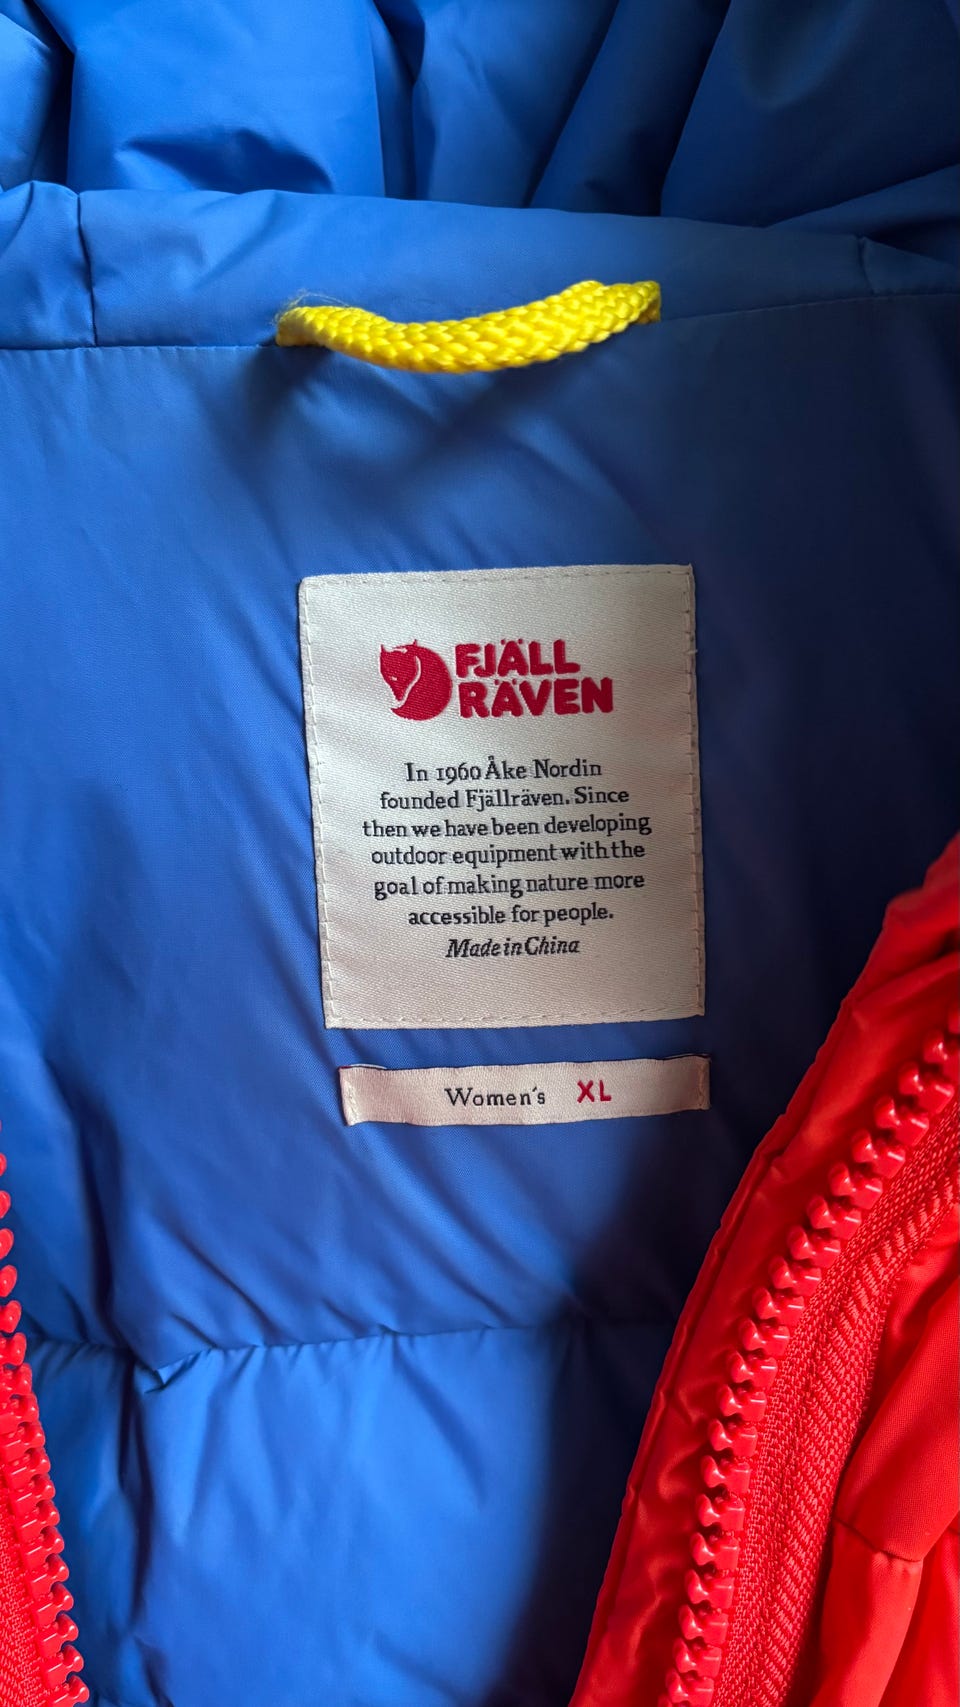 FJÄLL
RÄVEN
In 1960 Åke Nordin
founded Fjällräven. Since
then we have been developing
outdoor equipment with the
goal of making nature more
accessible for people.
Made in China
Women's XL